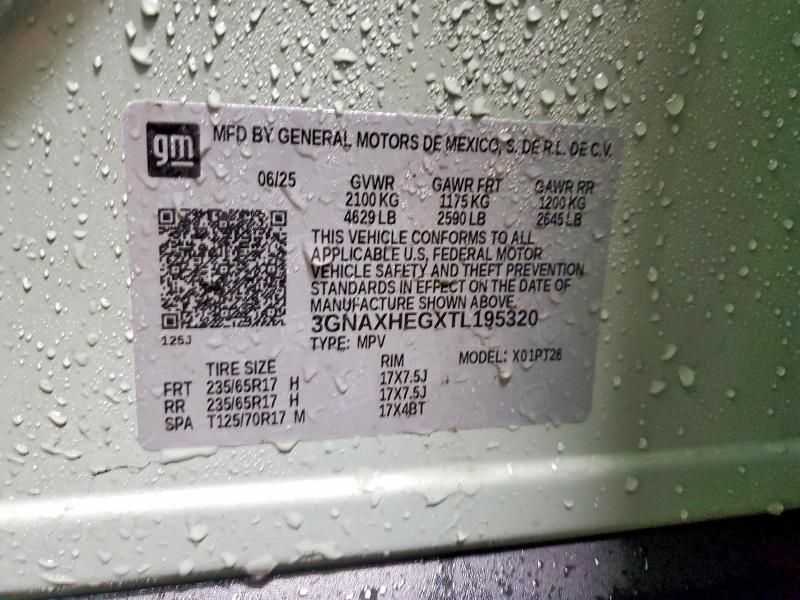 gm MFD BY GENERAL MOTORS DE MEXICO, S. DE R.L. DE C.V.
06/25 GVWR GAWR FRT GAWR RR
2100 KG 1175 KG 1200 KG
4629 LB 2590 LB 2645 LB
THIS VEHICLE CONFORMS TO ALL
APPLICABLE U.S. FEDERAL MOTOR
VEHICLE SAFETY AND THEFT PREVENTION
STANDARDS IN EFFECT ON THE DATE OF
MANUFACTURE SHOWN ABOVE.
3GNAXHEGXTL195320
125J
TYPE: MPV MODEL: X01PT26
TIRE SIZE RIM
FRT 235/65R17 H 17X7.5J
RR 235/65R17 H 17X7.5J
SPA T125/70R17 M 17X4BT